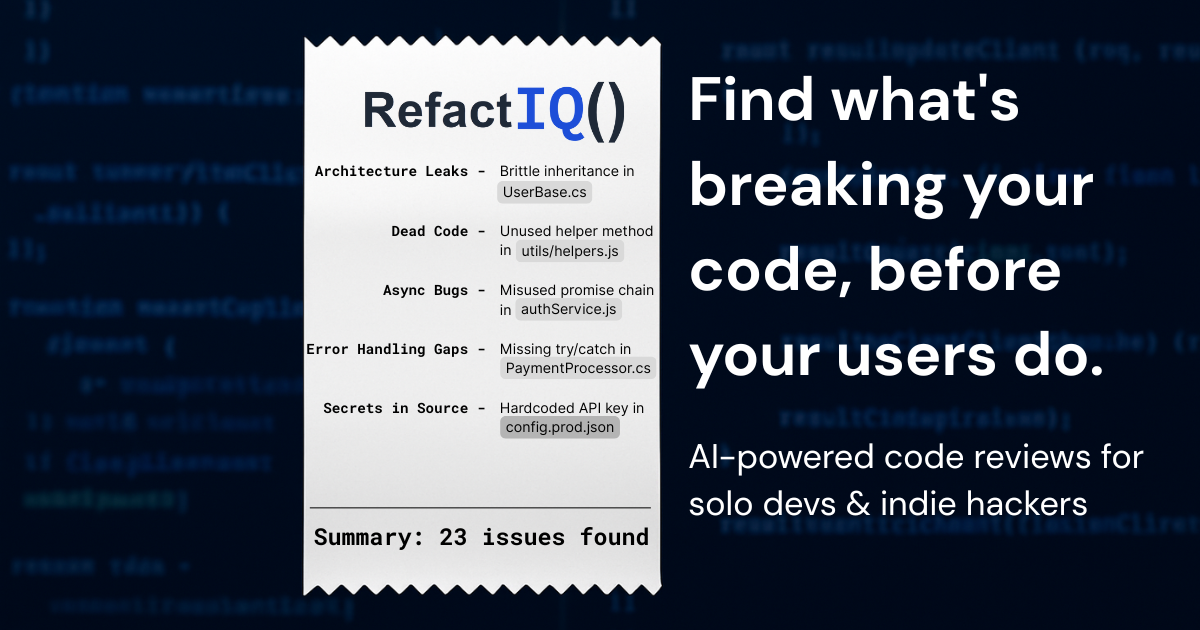 RefactIQ()
Architecture Leaks - Brittle inheritance in
UserBase.cs
Dead Code - Unused helper method
in utils/helpers.js
Async Bugs - Misused promise chain
in authService.js
Error Handling Gaps - Missing try/catch in
PaymentProcessor.cs
Secrets in Source - Hardcoded API key in
config.prod.json
Summary: 23 issues found
Find what's
breaking your
code, before
your users do.
AI-powered code reviews for
solo devs & indie hackers